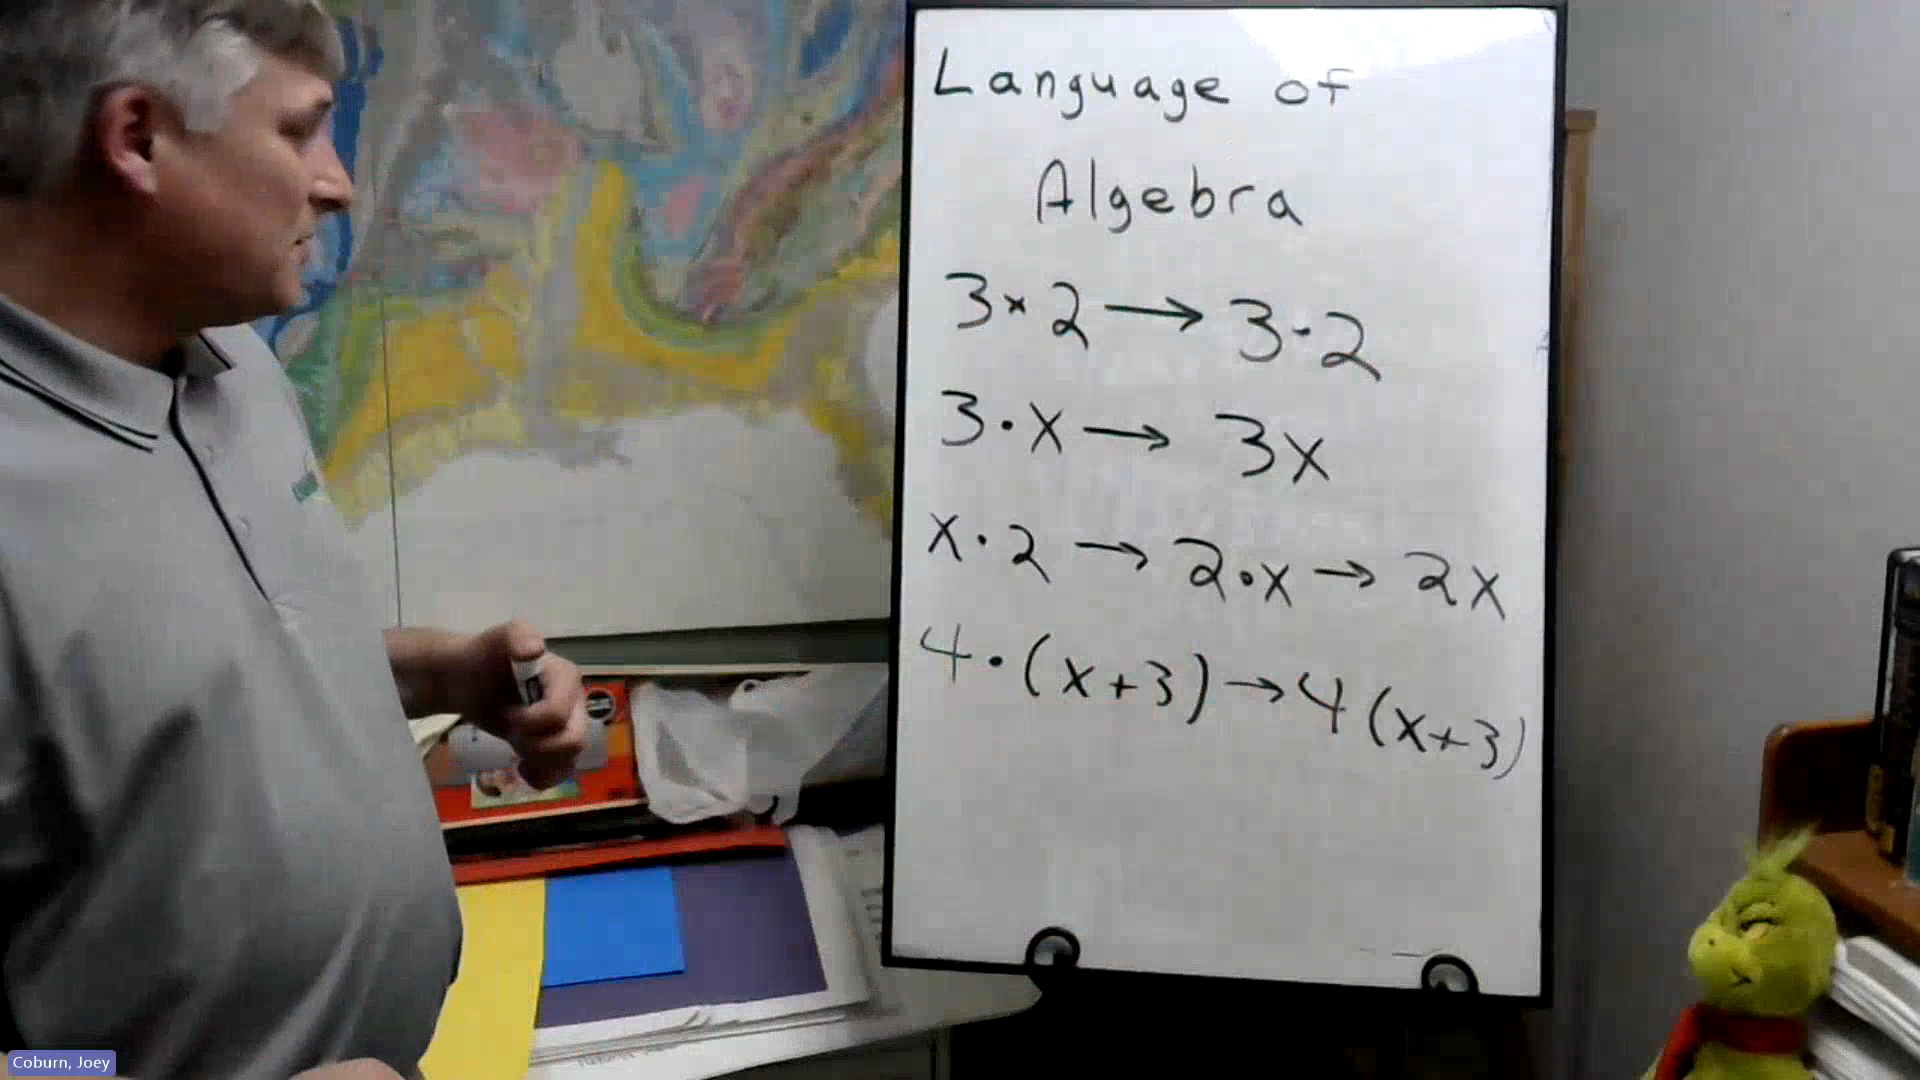 Language of
Algebra
3 × 2 → 3 · 2
3 · x → 3x
x · 2 → 2 · x → 2x
4 · (x+3) → 4(x+3)
Coburn, Joey